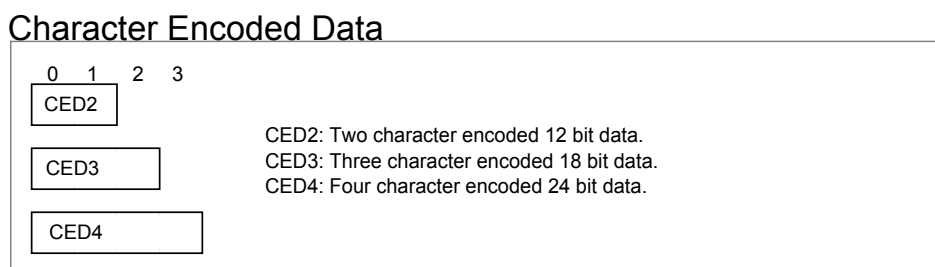 Character Encoded Data
0 1 2 3
CED2
CED2: Two character encoded 12 bit data.
CED3: Three character encoded 18 bit data.
CED3
CED4: Four character encoded 24 bit data.
CED4